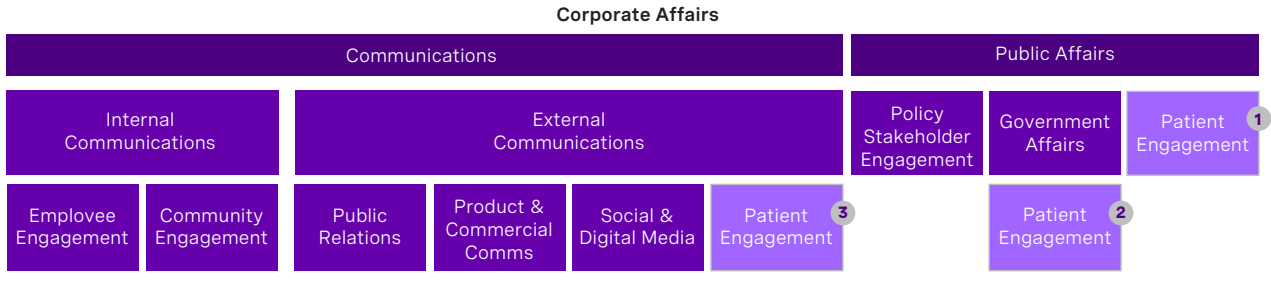 Corporate Affairs
Communications
Public Affairs
Internal
Communications
External
Communications
Policy
Stakeholder
Engagement
Government
Affairs
Patient
Engagement
1
Emplovee
Engagement
Community
Engagement
Public
Relations
Product &
Commercial
Comms
Social &
Digital Media
Patient
Engagement
3
Patient
Engagement
2